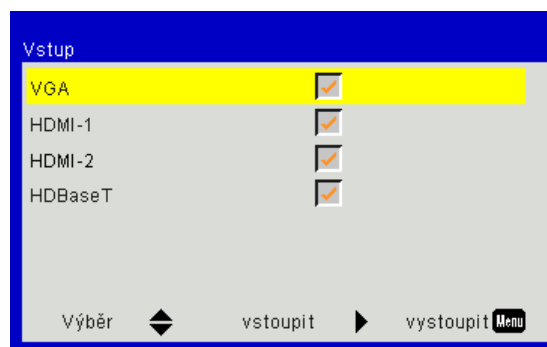 Vstup
VGA
HDMI-1
HDMI-2
HDBaseT
Výběr vstoupit vystoupit Menu